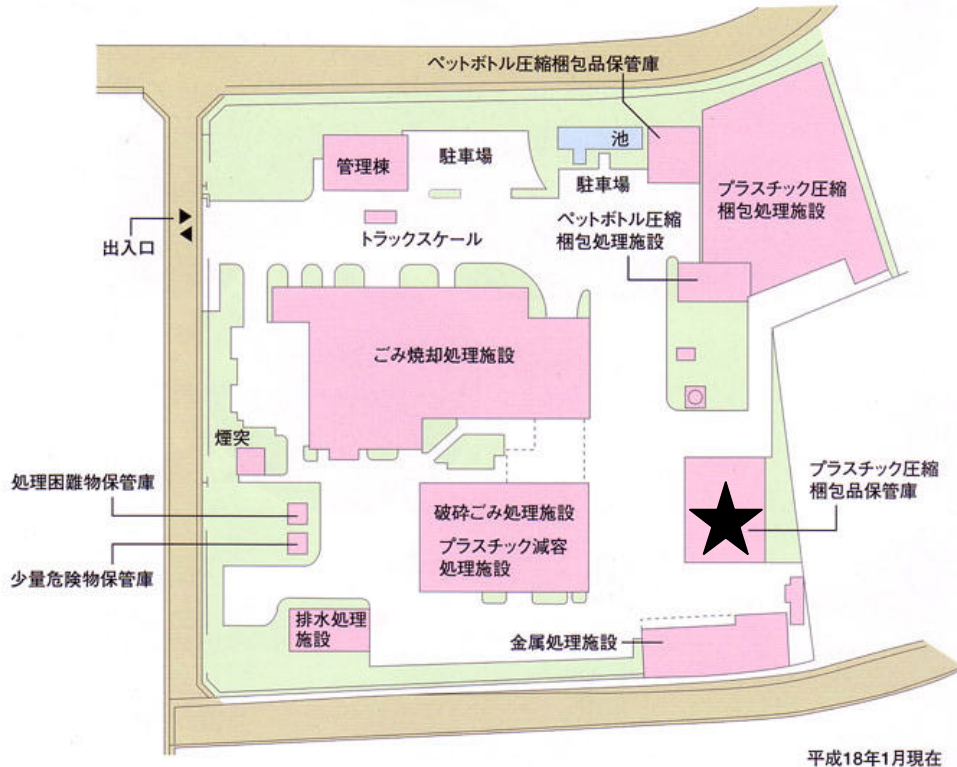 ペットボトル圧縮梱包品保管庫
池
管理棟
駐車場
駐車場
プラスチック圧縮
梱包処理施設
ペットボトル圧縮
梱包処理施設
トラックスケール
出入口
ごみ焼却処理施設
煙突
プラスチック圧縮
梱包品保管庫
処理困難物保管庫
破砕ごみ処理施設
プラスチック減容
処理施設
少量危険物保管庫
排水処理
施設
金属処理施設
平成18年1月現在